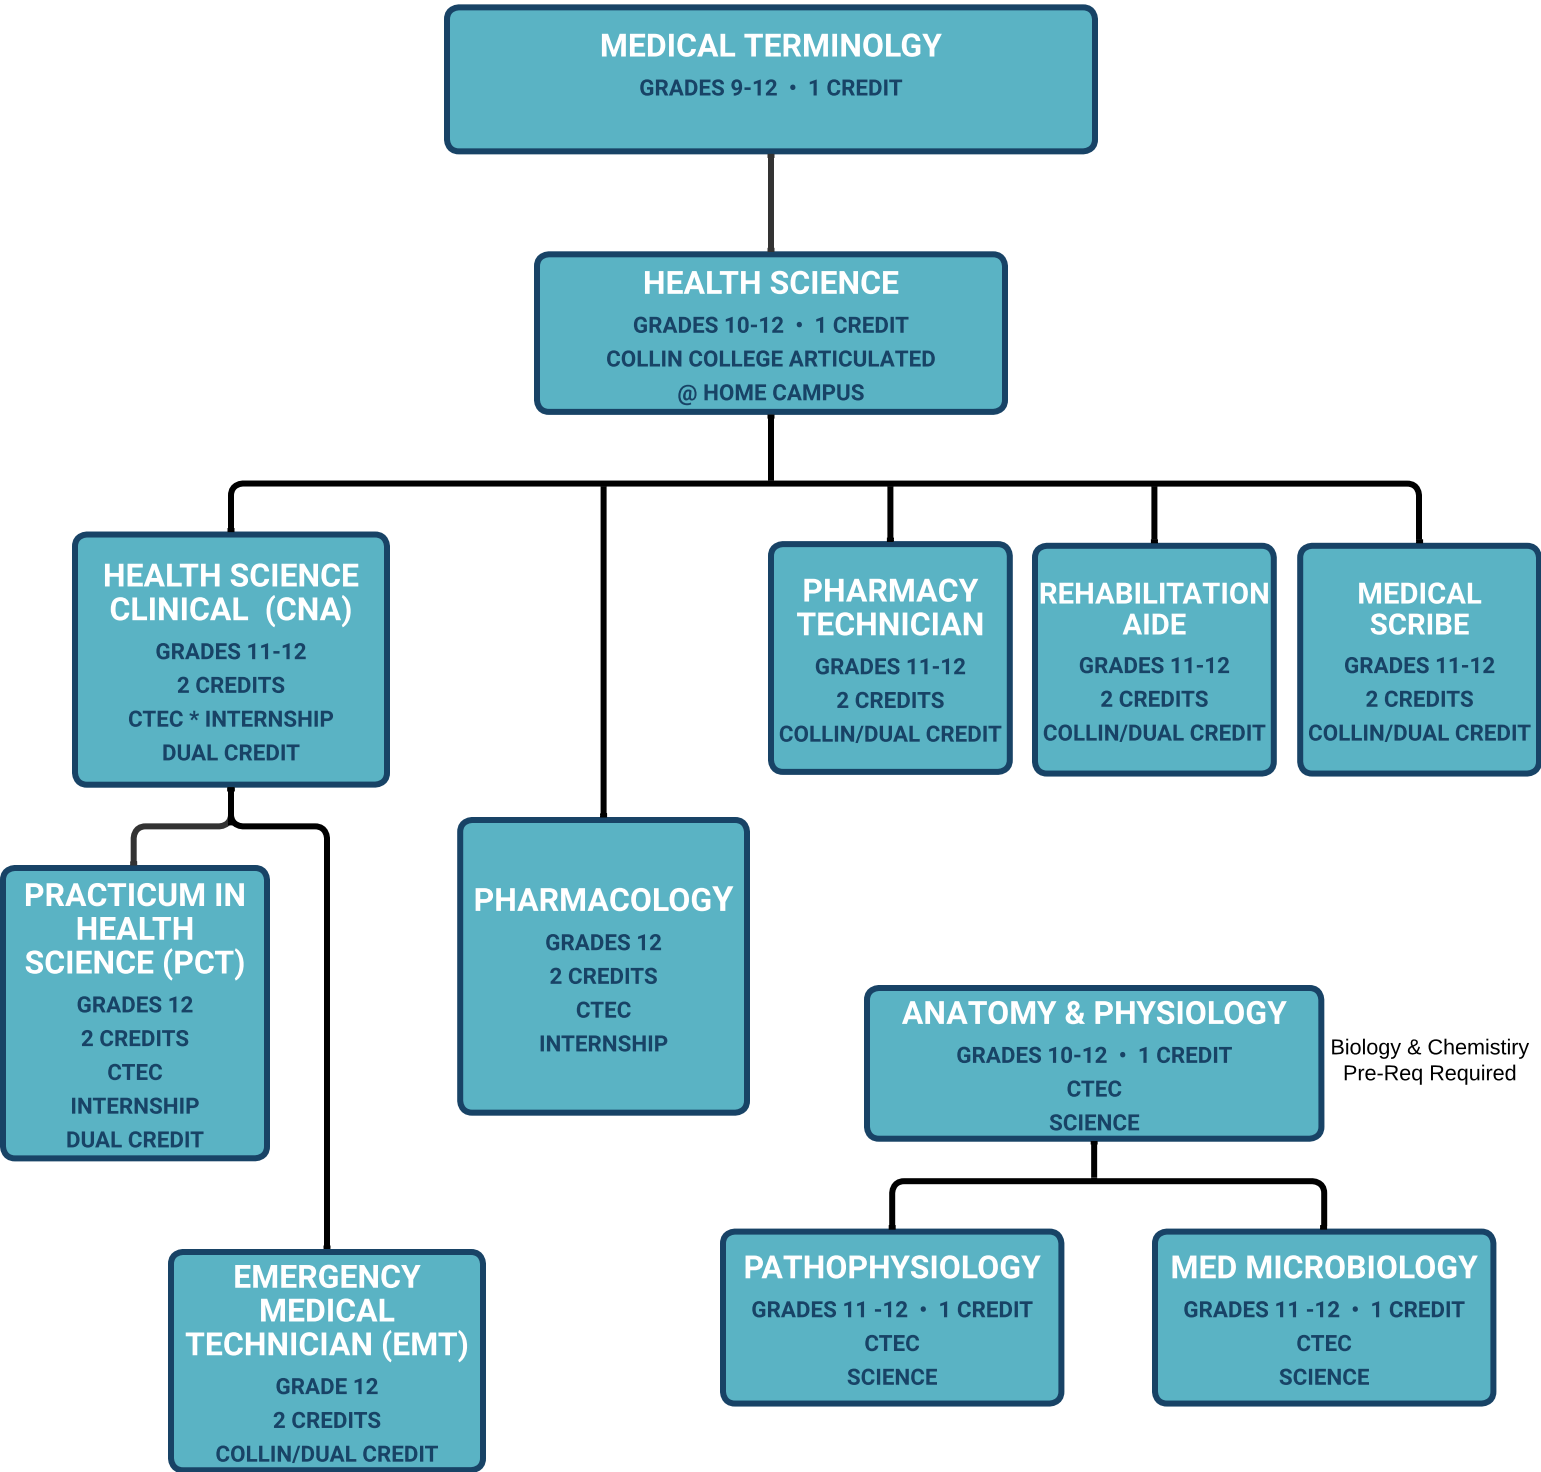 MEDICAL TERMINOLGY
GRADES 9-12 • 1 CREDIT
HEALTH SCIENCE
GRADES 10-12 • 1 CREDIT
COLLIN COLLEGE ARTICULATED
@ HOME CAMPUS
HEALTH SCIENCE
CLINICAL (CNA)
GRADES 11-12
2 CREDITS
CTEC * INTERNSHIP
DUAL CREDIT
PHARMACY
TECHNICIAN
GRADES 11-12
2 CREDITS
COLLIN/DUAL CREDIT
REHABILITATION
AIDE
GRADES 11-12
2 CREDITS
COLLIN/DUAL CREDIT
MEDICAL
SCRIBE
GRADES 11-12
2 CREDITS
COLLIN/DUAL CREDIT
PRACTICUM IN
HEALTH
SCIENCE (PCT)
GRADES 12
2 CREDITS
CTEC
INTERNSHIP
DUAL CREDIT
PHARMACOLOGY
GRADES 12
2 CREDITS
CTEC
INTERNSHIP
ANATOMY & PHYSIOLOGY
GRADES 10-12 • 1 CREDIT
CTEC
SCIENCE
Biology & Chemistry
Pre-Req Required
EMERGENCY
MEDICAL
TECHNICIAN (EMT)
GRADE 12
2 CREDITS
COLLIN/DUAL CREDIT
PATHOPHYSIOLOGY
GRADES 11 -12 • 1 CREDIT
CTEC
SCIENCE
MED MICROBIOLOGY
GRADES 11 -12 • 1 CREDIT
CTEC
SCIENCE